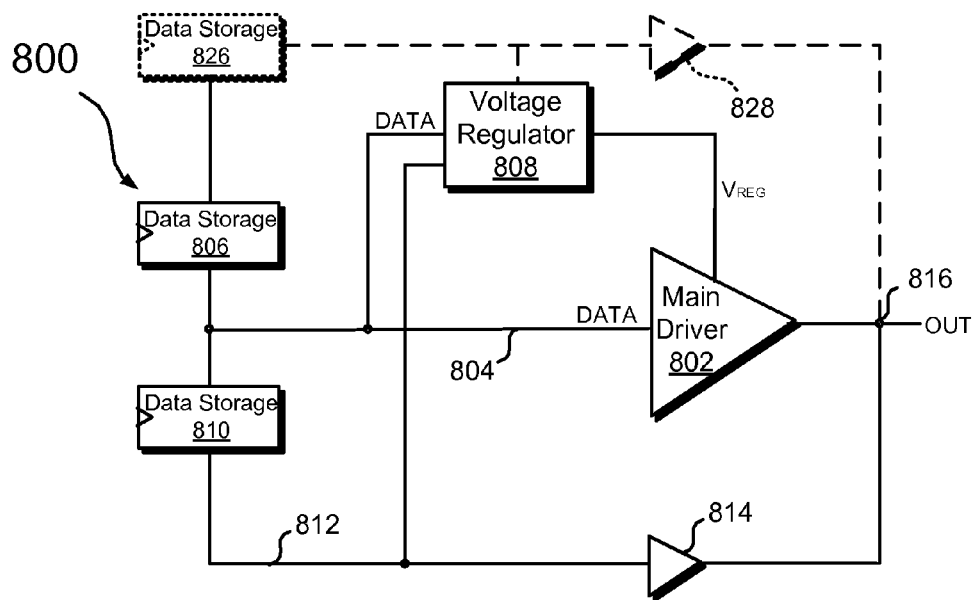 Data Storage
826
800
828
Voltage
Regulator
808
DATA
VREG
Data Storage
806
816
Main
Driver
802
DATA
OUT
804
Data Storage
810
812
814